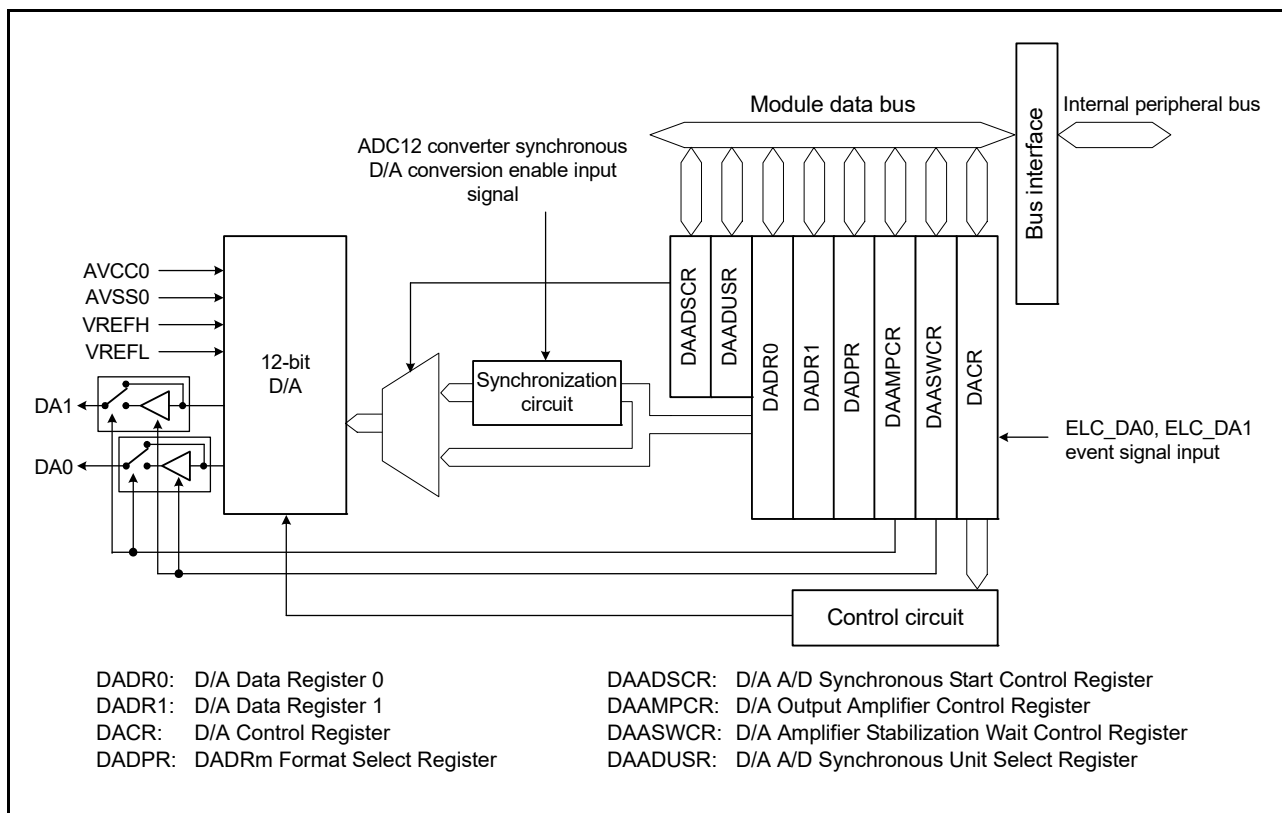 Module data bus
Internal peripheral bus
Bus interface
ADC12 converter synchronous
D/A conversion enable input
signal
AVCC0
AVSS0
VREFH
VREFL
DA1
DA0
12-bit
D/A
Synchronization
circuit
DAADSCR
DAADUSR
DADR0
DADR1
DADPR
DAAMPCR
DAASWCR
DACR
ELC_DA0, ELC_DA1
event signal input
Control circuit
DADR0: D/A Data Register 0
DADR1: D/A Data Register 1
DACR: D/A Control Register
DADPR: DADRm Format Select Register
DAADSCR: D/A A/D Synchronous Start Control Register
DAAMPCR: D/A Output Amplifier Control Register
DAASWCR: D/A Amplifier Stabilization Wait Control Register
DAADUSR: D/A A/D Synchronous Unit Select Register